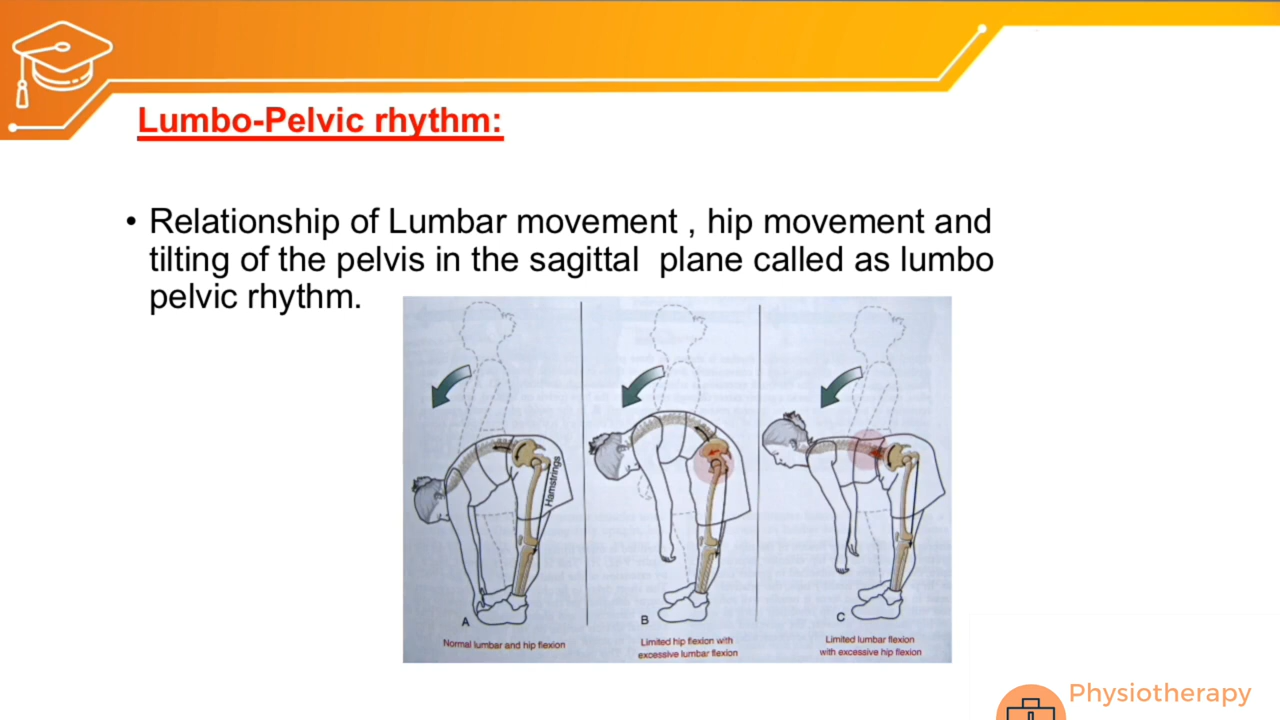 Lumbo-Pelvic rhythm:
• Relationship of Lumbar movement , hip movement and
tilting of the pelvis in the sagittal plane called as lumbo
pelvic rhythm.
Hamstrings
A
B
C
Normal lumbar and hip flexion
Limited hip flexion with
excessive lumbar flexion
Limited lumbar flexion
with excessive hip flexion
Physiotherapy